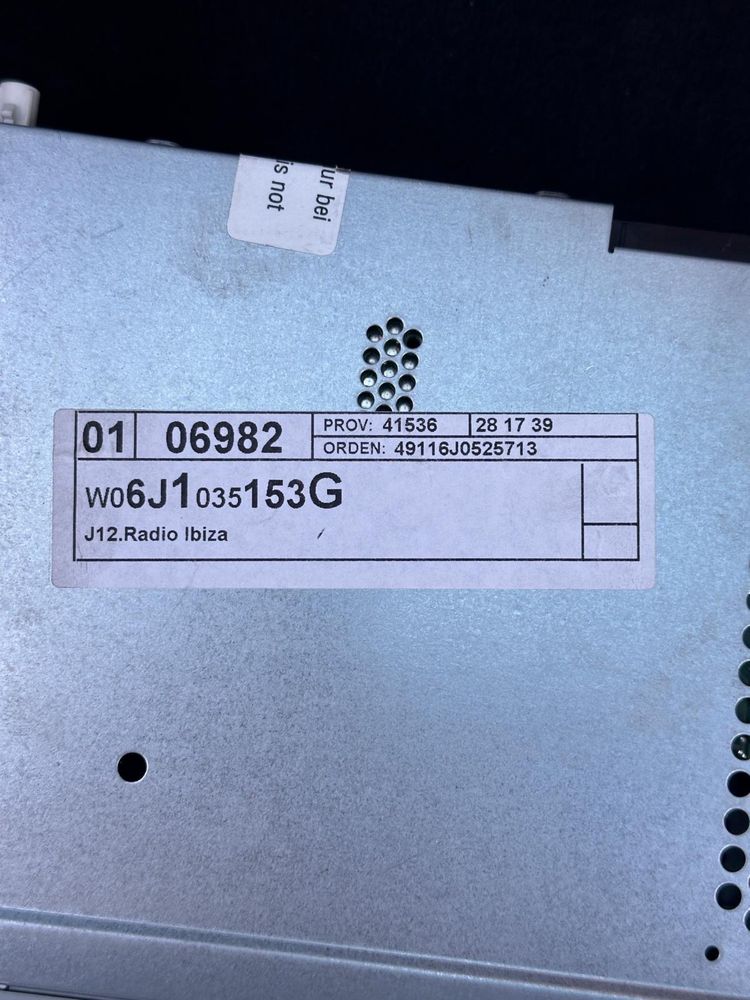 ur bei
is not
01 06982 PROV: 41536 28 17 39
ORDEN: 49116J0525713
W06J1035153G
J12.Radio Ibiza